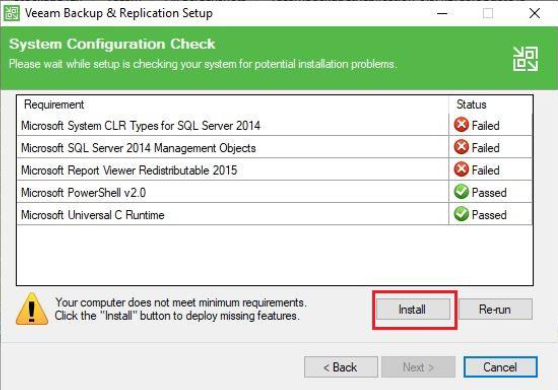 Veeam Backup & Replication Setup
System Configuration Check
Please wait while setup is checking your system for potential installation problems.
Requirement Status
Microsoft System CLR Types for SQL Server 2014 Failed
Microsoft SQL Server 2014 Management Objects Failed
Microsoft Report Viewer Redistributable 2015 Failed
Microsoft PowerShell v2.0 Passed
Microsoft Universal C Runtime Passed
Your computer does not meet minimum requirements.
Click the "Install" button to deploy missing features.
Install Re-run
< Back Next > Cancel